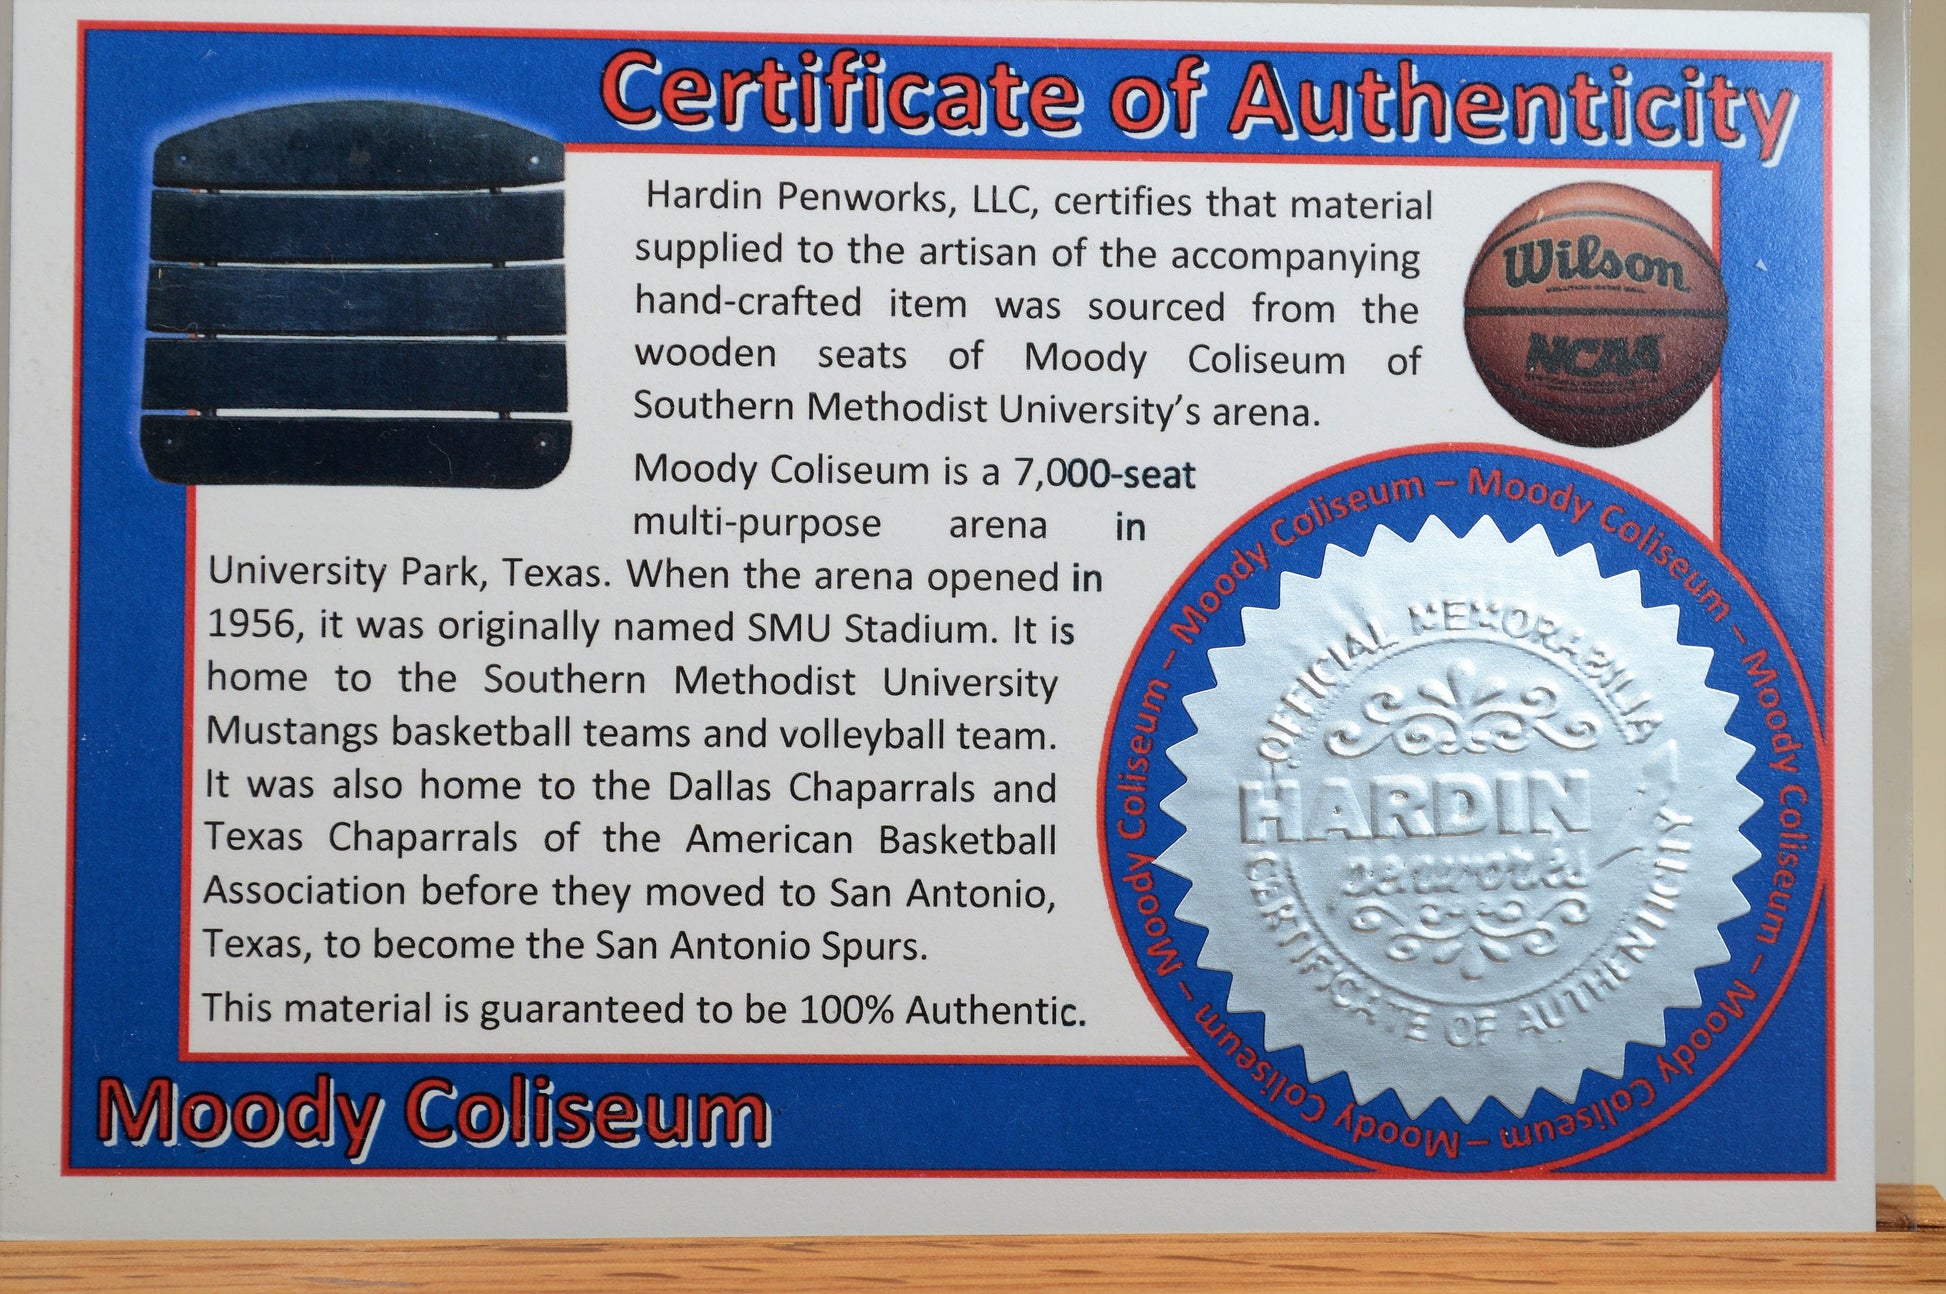 Certificate of Authenticity
Hardin Penworks, LLC, certifies that material
supplied to the artisan of the accompanying
hand-crafted item was sourced from the
wooden seats of Moody Coliseum of
Southern Methodist University's arena.
Wilson
NCAA
Moody Coliseum is a 7,000-seat
multi-purpose arena in
University Park, Texas. When the arena opened in
1956, it was originally named SMU Stadium. It is
home to the Southern Methodist University
Mustangs basketball teams and volleyball team.
It was also home to the Dallas Chaparrals and
Texas Chaparrals of the American Basketball
Association before they moved to San Antonio,
Texas, to become the San Antonio Spurs.
This material is guaranteed to be 100% Authentic.
Moody Coliseum – Moody Coliseum – Moody Coliseum – Moody Coliseum – Moody Coliseum – Moody Coliseum – Moody Coliseum –
OFFICIAL MEMORABILIA
HARDIN
penworks
CERTIFICATE OF AUTHENTICITY
Moody Coliseum